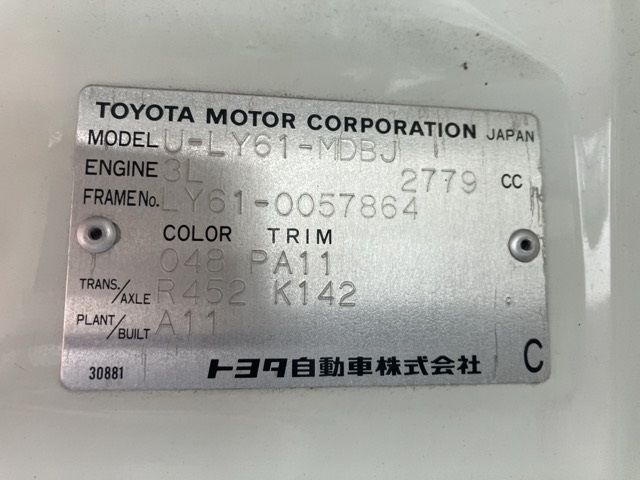 TOYOTA MOTOR CORPORATION JAPAN
MODEL U-LY61-MDBJ
ENGINE 3L 2779 CC
FRAME No. LY61-0057864
COLOR TRIM
048 PA11
TRANS./AXLE R452 K142
PLANT/BUILT A11
30881 トヨタ自動車株式会社 C